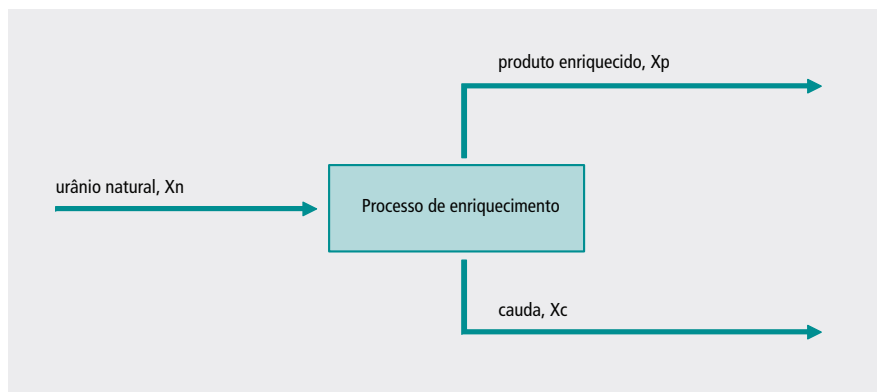 produto enriquecido, Xp
urânio natural, Xn
Processo de enriquecimento
cauda, Xc